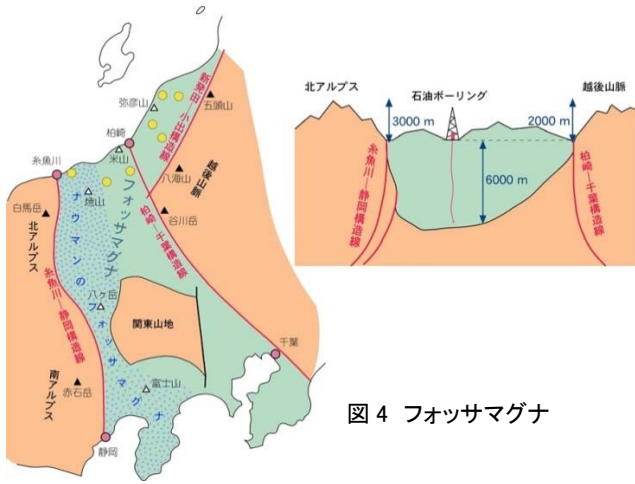 新発田―小出構造線
弥彦山
五頭山
柏崎
米山
糸魚川
八海山
越後山脈
フォッサマグナ
焼山
白馬岳
谷川岳
北アルプス
ナウマンのフォッサマグナ
柏崎―千葉構造線
糸魚川―静岡構造線
八ヶ岳
関東山地
千葉
南アルプス
赤石岳
富士山
静岡
北アルプス
石油ボーリング
越後山脈
3000 m
2000 m
6000 m
糸魚川―静岡構造線
柏崎―千葉構造線
図 4 フォッサマグナ